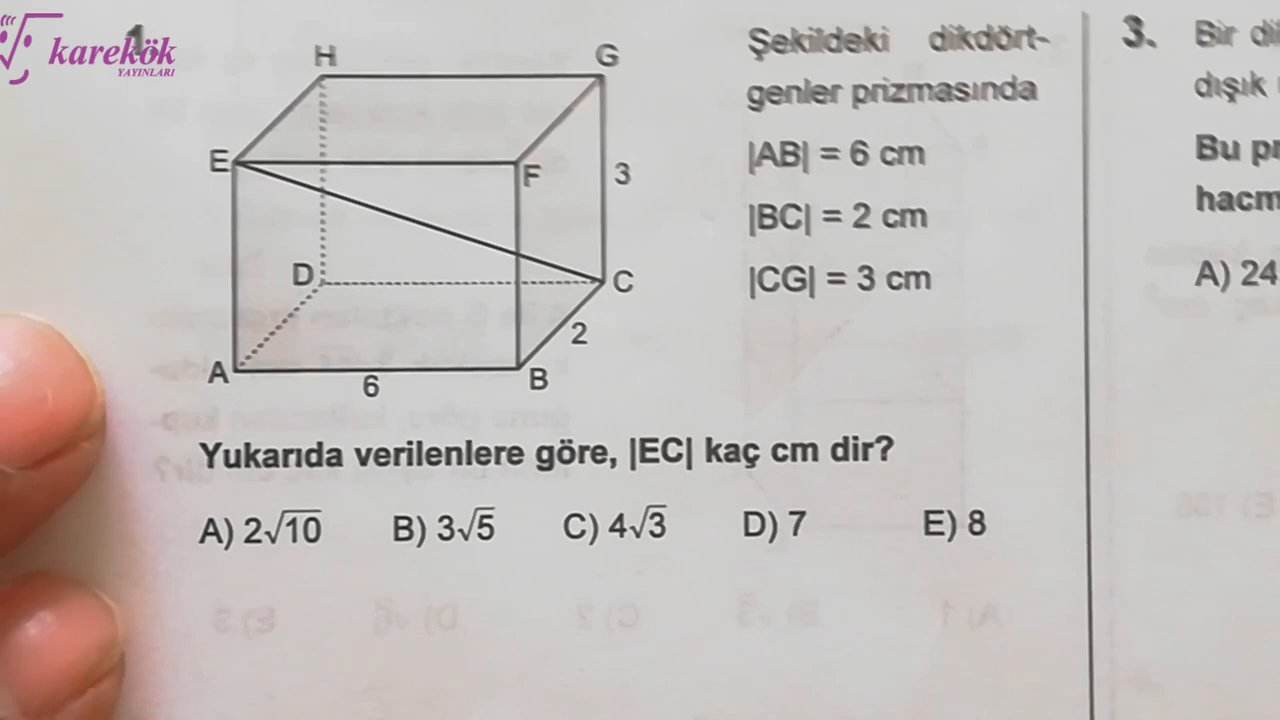 karekök
YAYINLARI
1.
H
G
E
F
3
D
C
2
A
6
B
Şekildeki dikdört-
genler prizmasında
|AB| = 6 cm
|BC| = 2 cm
|CG| = 3 cm
Yukarıda verilenlere göre, |EC| kaç cm dir?
A) 2√10 B) 3√5 C) 4√3 D) 7 E) 8
3. Bir
dışık
Bu
A) 24